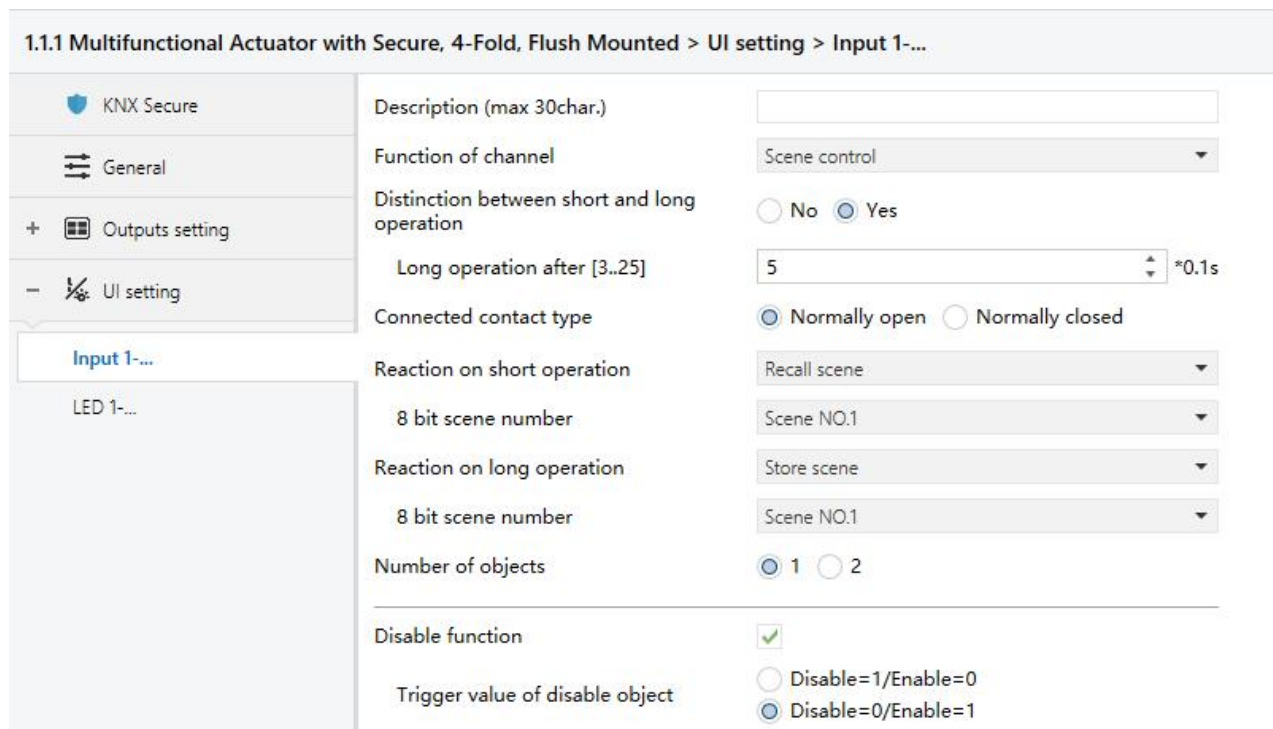 1.1.1 Multifunctional Actuator with Secure, 4-Fold, Flush Mounted > UI setting > Input 1-...
KNX Secure
General
+ Outputs setting
− UI setting
Input 1-...
LED 1-...
Description (max 30char.)
Function of channel Scene control
Distinction between short and long
operation No Yes
Long operation after [3..25] 5 *0.1s
Connected contact type Normally open Normally closed
Reaction on short operation Recall scene
8 bit scene number Scene NO.1
Reaction on long operation Store scene
8 bit scene number Scene NO.1
Number of objects 1 2
Disable function
Trigger value of disable object Disable=1/Enable=0
Disable=0/Enable=1